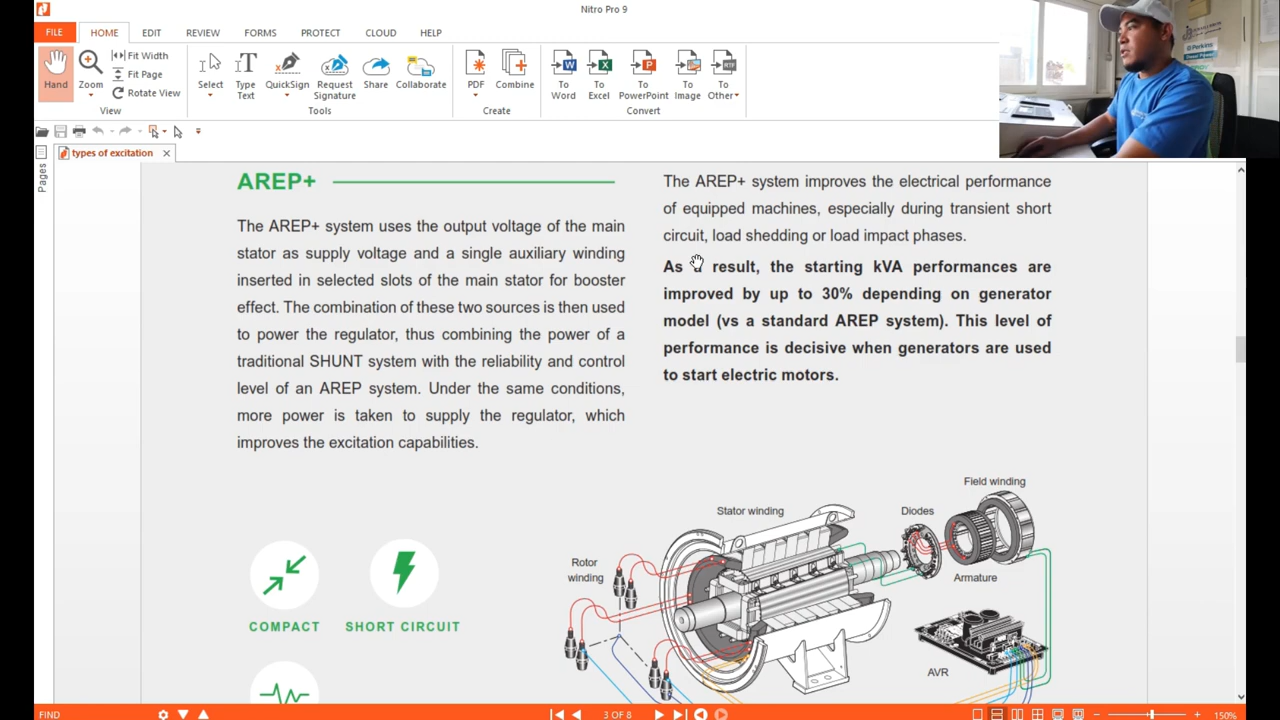 Nitro Pro 9
FILE
HOME
EDIT
REVIEW
FORMS
PROTECT
CLOUD
HELP
Hand
Zoom
Fit Width
Fit Page
Rotate View
View
Select
Type
Text
QuickSign
Request
Signature
Share
Collaborate
Tools
PDF
Combine
Create
To
Word
To
Excel
To
PowerPoint
To
Image
To
Other
Convert
Perkins
types of excitation
Pages
AREP+
The AREP+ system uses the output voltage of the main
stator as supply voltage and a single auxiliary winding
inserted in selected slots of the main stator for booster
effect. The combination of these two sources is then used
to power the regulator, thus combining the power of a
traditional SHUNT system with the reliability and control
level of an AREP system. Under the same conditions,
more power is taken to supply the regulator, which
improves the excitation capabilities.
The AREP+ system improves the electrical performance
of equipped machines, especially during transient short
circuit, load shedding or load impact phases.
As a result, the starting kVA performances are
improved by up to 30% depending on generator
model (vs a standard AREP system). This level of
performance is decisive when generators are used
to start electric motors.
COMPACT
SHORT CIRCUIT
Field winding
Stator winding
Diodes
Rotor
winding
Armature
AVR
FIND
3 OF 8
150%